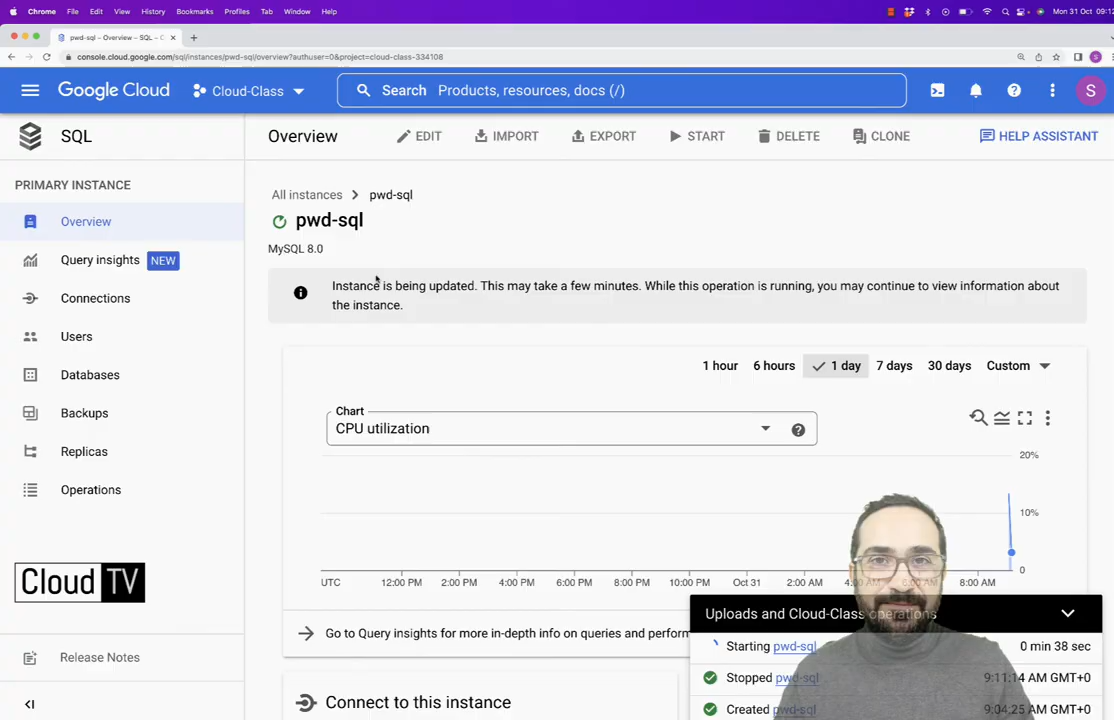 Chrome File Edit View History Bookmarks Profiles Tab Window Help Mon 31 Oct 09:12
pwd-sql – Overview – SQL – C
console.cloud.google.com/sql/instances/pwd-sql/overview?authuser=0&project=cloud-class-334108
Google Cloud Cloud-Class Search Products, resources, docs (/) S
SQL Overview EDIT IMPORT EXPORT START DELETE CLONE HELP ASSISTANT
PRIMARY INSTANCE
Overview
Query insights NEW
Connections
Users
Databases
Backups
Replicas
Operations
CloudTV
Release Notes
All instances > pwd-sql
pwd-sql
MySQL 8.0
Instance is being updated. This may take a few minutes. While this operation is running, you may continue to view information about
the instance.
1 hour 6 hours 1 day 7 days 30 days Custom
Chart
CPU utilization
20%
10%
0
UTC 12:00 PM 2:00 PM 4:00 PM 6:00 PM 8:00 PM 10:00 PM Oct 31 2:00 AM 4:00 AM 6:00 AM 8:00 AM
Go to Query insights for more in-depth info on queries and perform
Connect to this instance
Uploads and Cloud-Class operations
Starting pwd-sql 0 min 38 sec
Stopped pwd-sql 9:11:14 AM GMT+0
Created pwd-sql 9:04:25 AM GMT+0